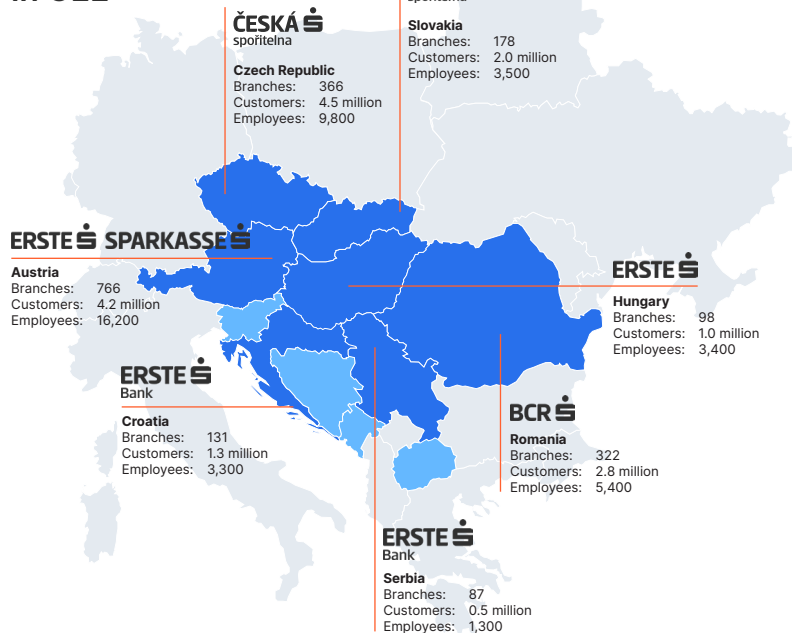 ČESKÁ
spořitelna
Czech Republic
Branches: 366
Customers: 4.5 million
Employees: 9,800
Slovakia
Branches: 178
Customers: 2.0 million
Employees: 3,500
ERSTE SPARKASSE
Austria
Branches: 766
Customers: 4.2 million
Employees: 16,200
ERSTE
Hungary
Branches: 98
Customers: 1.0 million
Employees: 3,400
ERSTE
Bank
Croatia
Branches: 131
Customers: 1.3 million
Employees: 3,300
BCR
Romania
Branches: 322
Customers: 2.8 million
Employees: 5,400
ERSTE
Bank
Serbia
Branches: 87
Customers: 0.5 million
Employees: 1,300